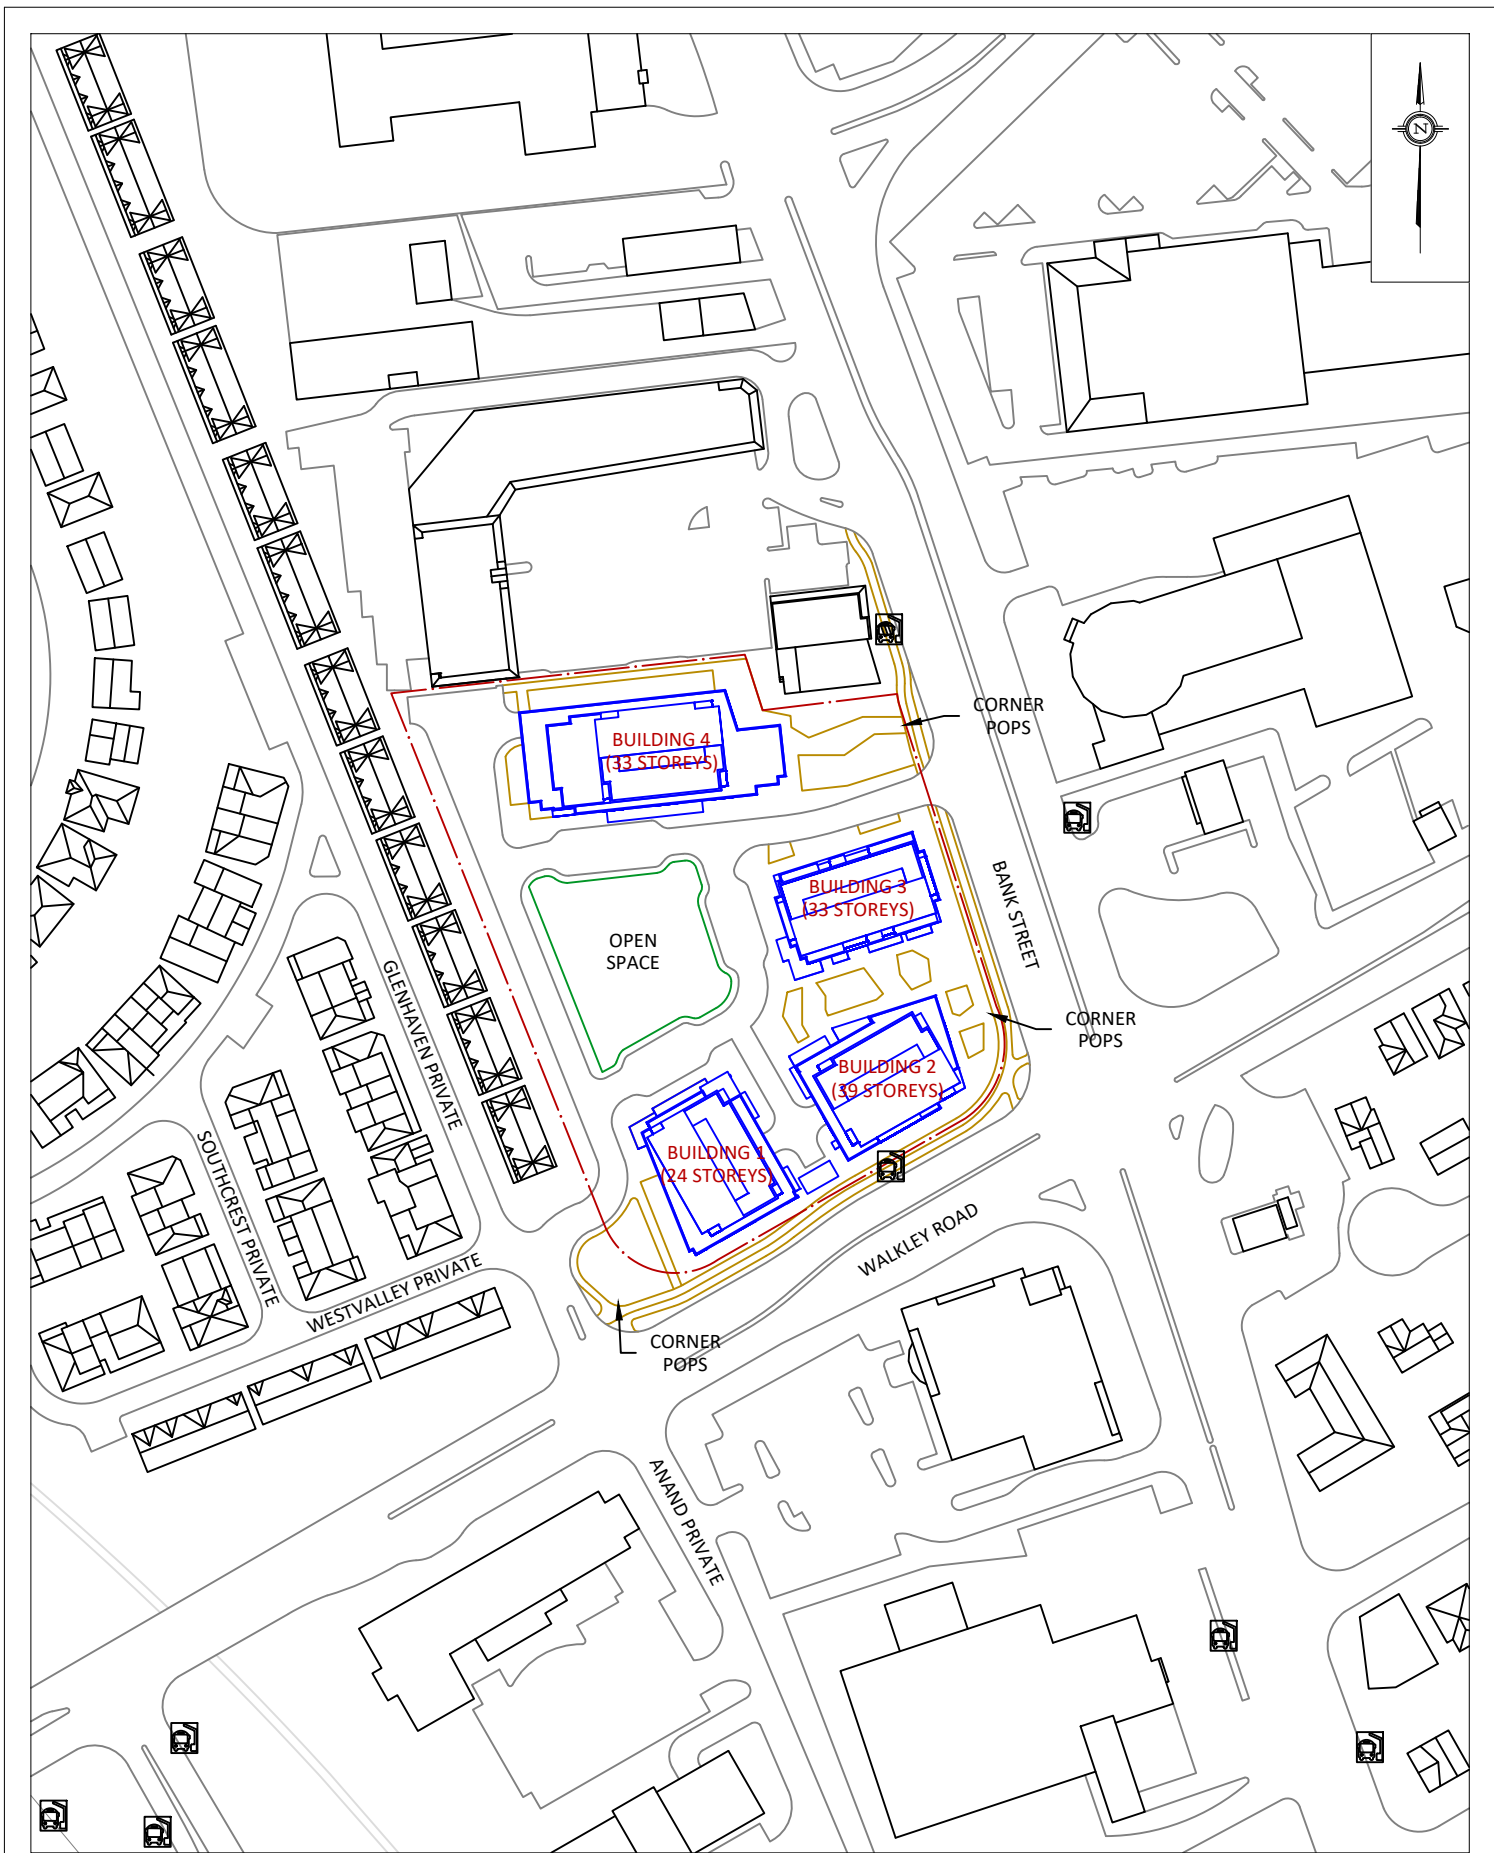 N
CORNER
POPS
BUILDING 4
(33 STOREYS)
BUILDING 3
(33 STOREYS)
BANK STREET
OPEN
SPACE
GLENHAVEN PRIVATE
CORNER
POPS
BUILDING 2
(39 STOREYS)
BUILDING 1
(24 STOREYS)
SOUTHCREST PRIVATE
WALKLEY ROAD
WESTVALLEY PRIVATE
CORNER
POPS
ANAND PRIVATE